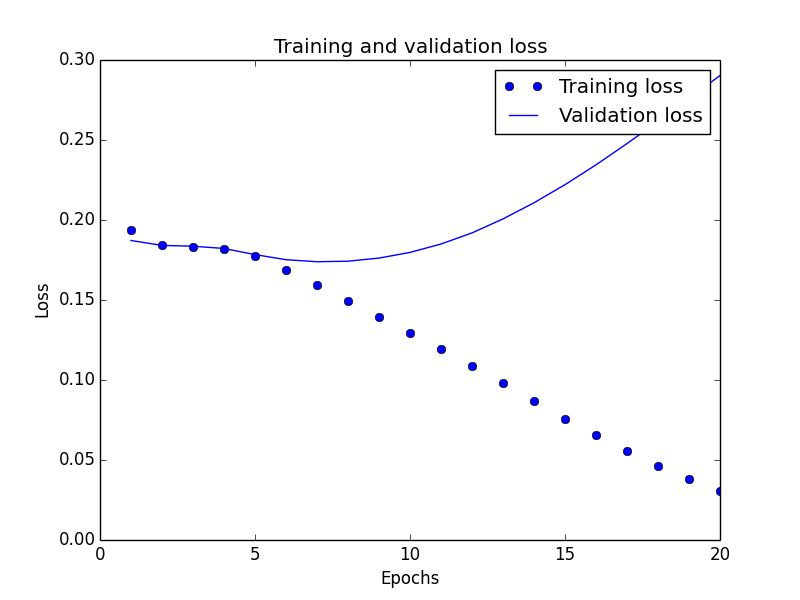 Training and validation loss
0.30
Training loss
Validation loss
0.25
0.20
0.15
0.10
0.05
0.00
Loss
0 5 10 15 20
Epochs